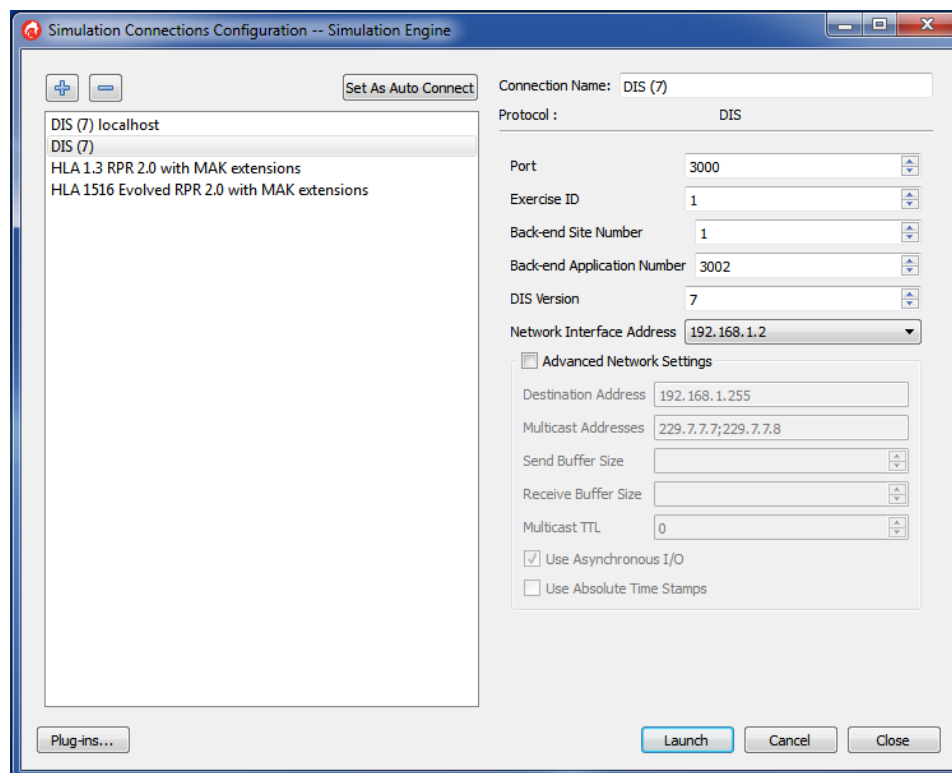 Simulation Connections Configuration -- Simulation Engine
Set As Auto Connect
DIS (7) localhost
DIS (7)
HLA 1.3 RPR 2.0 with MAK extensions
HLA 1516 Evolved RPR 2.0 with MAK extensions
Connection Name: DIS (7)
Protocol : DIS
Port 3000
Exercise ID 1
Back-end Site Number 1
Back-end Application Number 3002
DIS Version 7
Network Interface Address 192.168.1.2
Advanced Network Settings
Destination Address 192.168.1.255
Multicast Addresses 229.7.7.7;229.7.7.8
Send Buffer Size
Receive Buffer Size
Multicast TTL 0
Use Asynchronous I/O
Use Absolute Time Stamps
Plug-ins... Launch Cancel Close